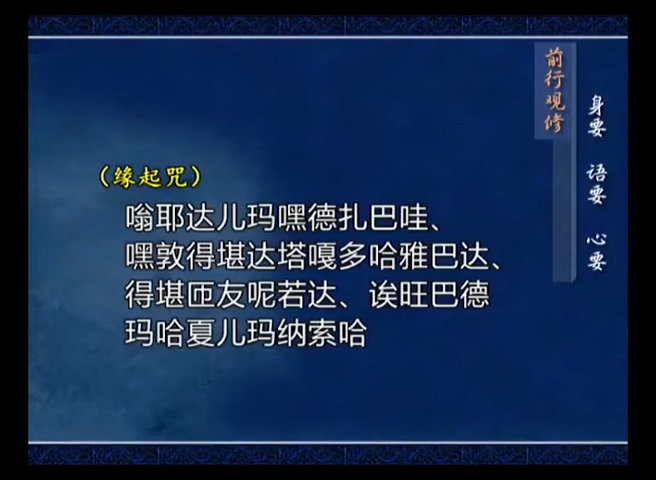 前行观修
身要 语要 心要
（缘起咒）
嗡耶达儿玛嘿德扎巴哇、
嘿敦得堪达塔嘎多哈雅巴达、
得堪匝友呢若达、诶旺巴德
玛哈夏儿玛纳索哈